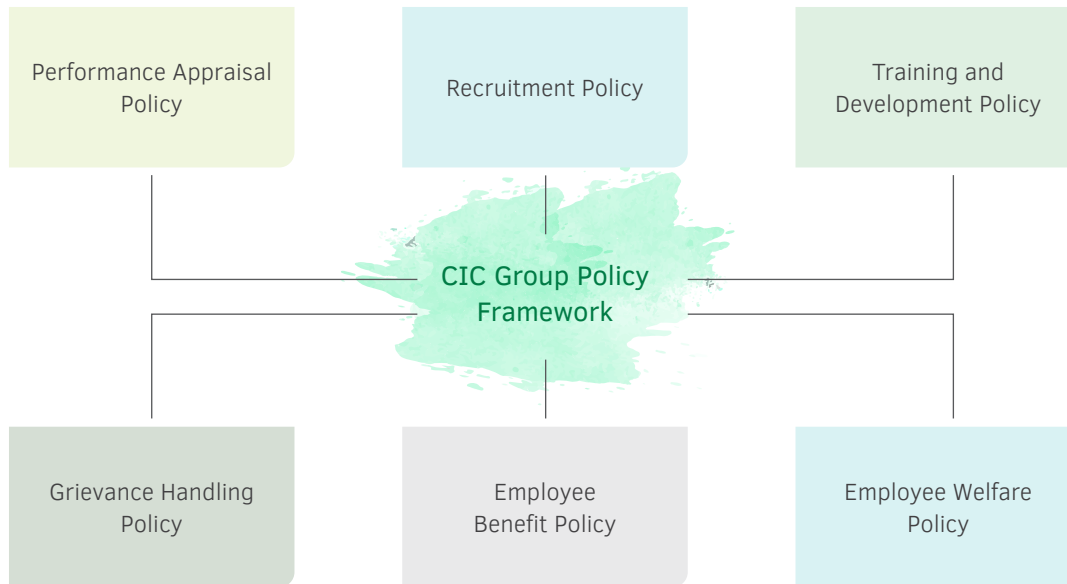 Performance Appraisal
Policy
Recruitment Policy
Training and
Development Policy
CIC Group Policy
Framework
Grievance Handling
Policy
Employee
Benefit Policy
Employee Welfare
Policy